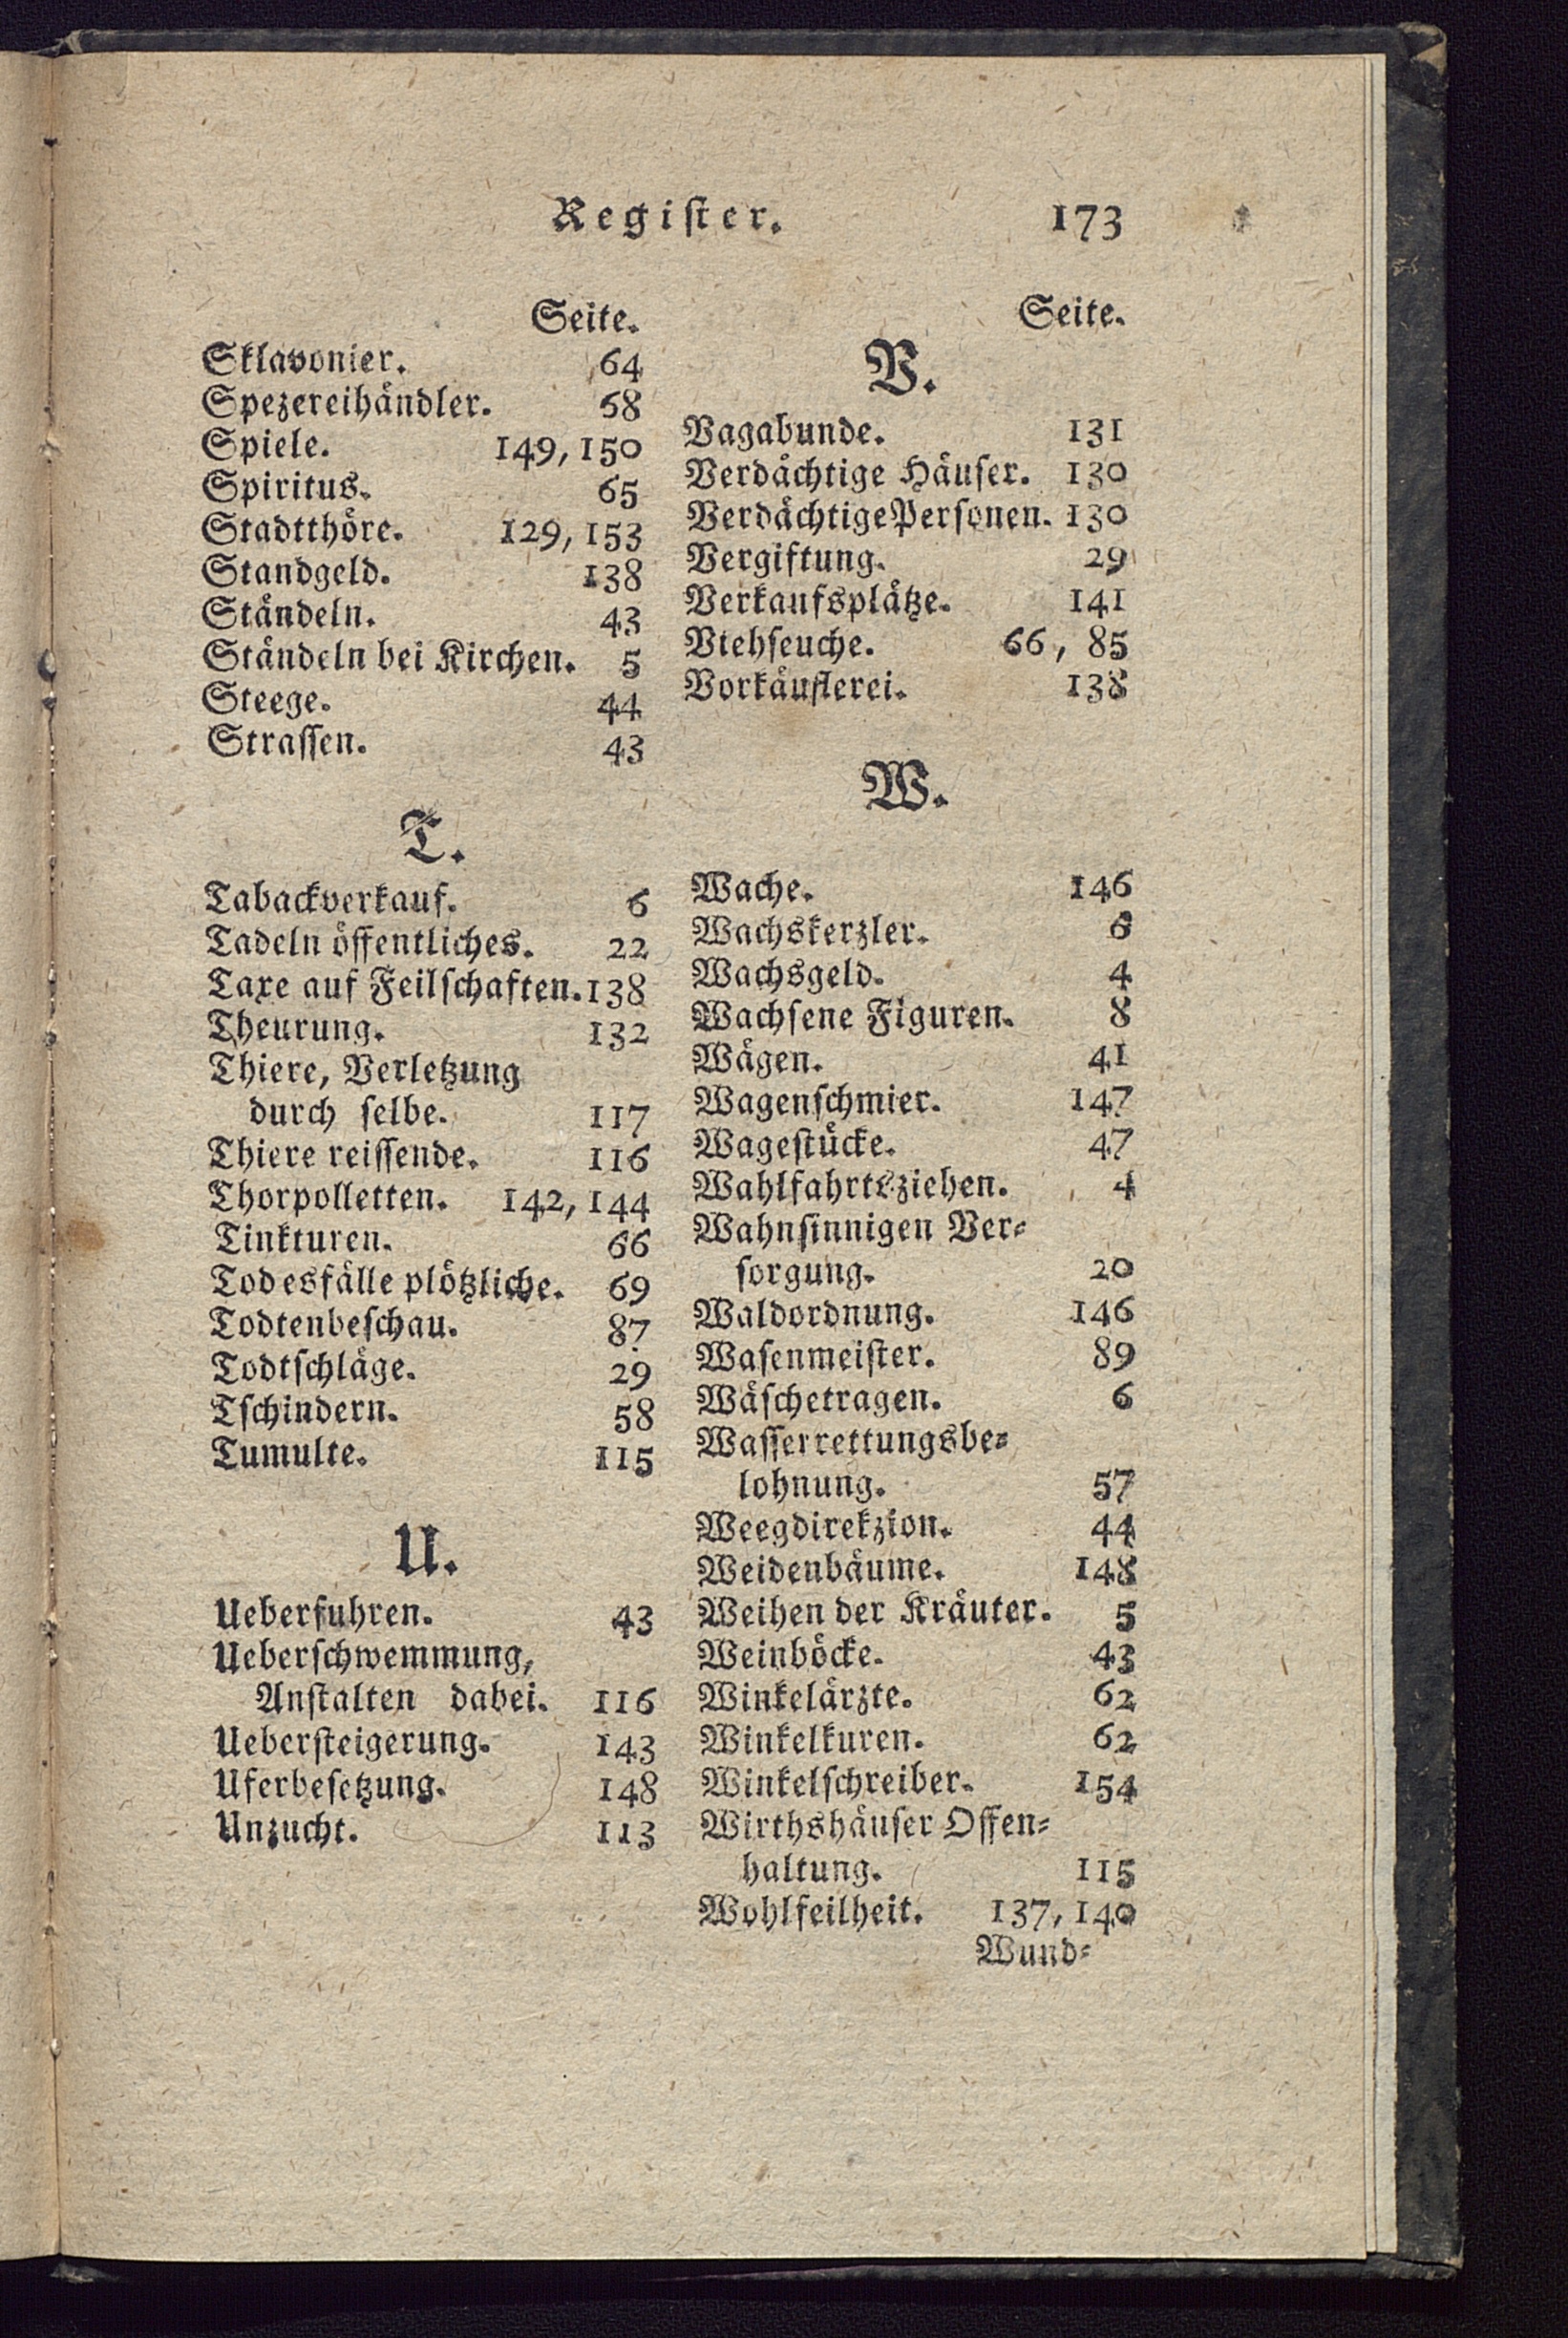 Register. 173
Seite.
Sklavonier. 64
Spezereihändler. 68
Spiele. 149, 150
Spiritus. 65
Stadtthöre. 129, 153
Standgeld. 138
Ständeln. 43
Ständeln bei Kirchen. 5
Steege. 44
Strassen. 43
T.
Tabackverkauf. 6
Tadeln öffentliches. 22
Taxe auf Feilschaften. 138
Theurung. 132
Thiere, Verletzung
durch selbe. 117
Thiere reissende. 116
Thorpolletten. 142, 144
Tinkturen. 66
Todesfälle plötzliche. 69
Todtenbeschau. 87
Todtschläge. 29
Tschindern. 58
Tumulte. 115
U.
Ueberfuhren. 43
Ueberschwemmung,
Anstalten dabei. 116
Uebersteigerung. 143
Uferbesetzung. 148
Unzucht. 113
Seite.
V.
Vagabunde. 131
Verdächtige Häuser. 130
Verdächtige Personen. 130
Vergiftung. 29
Verkaufsplätze. 141
Viehseuche. 66, 85
Vorkäuflerei. 138
W.
Wache. 146
Wachskerzler. 6
Wachsgeld. 4
Wachsene Figuren. 8
Wägen. 41
Wagenschmier. 147
Wagestücke. 47
Wahlfahrtsziehen. 4
Wahnsinnigen Ver-
sorgung. 20
Waldordnung. 146
Wasenmeister. 89
Wäschetragen. 6
Wasserrettungsbe-
lohnung. 57
Weegdirekzion. 44
Weidenbäume. 148
Weihen der Kräuter. 5
Weinböcke. 43
Winkelärzte. 62
Winkelkuren. 62
Winkelschreiber. 154
Wirthshäuser Offen-
haltung. 115
Wohlfeilheit. 137, 140
Wund-